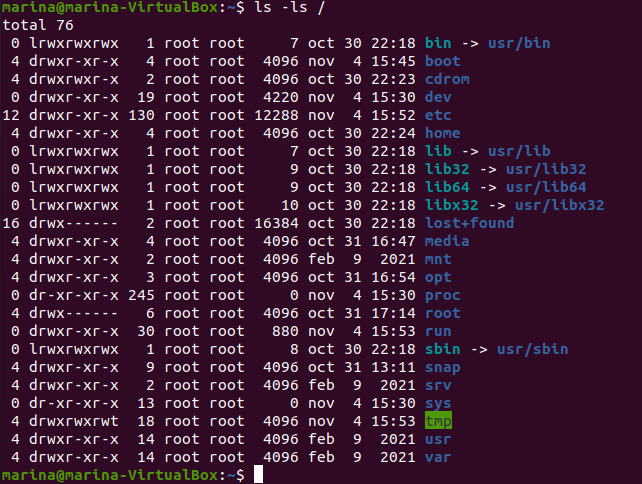 marina@marina-VirtualBox:~$ ls -ls /
total 76
 0 lrwxrwxrwx   1 root root     7 oct 30 22:18 bin -> usr/bin
 4 drwxr-xr-x   4 root root  4096 nov  4 15:45 boot
 4 drwxrwxr-x   2 root root  4096 oct 30 22:23 cdrom
 0 drwxr-xr-x  19 root root  4220 nov  4 15:30 dev
12 drwxr-xr-x 130 root root 12288 nov  4 15:52 etc
 4 drwxr-xr-x   4 root root  4096 oct 30 22:24 home
 0 lrwxrwxrwx   1 root root     7 oct 30 22:18 lib -> usr/lib
 0 lrwxrwxrwx   1 root root     9 oct 30 22:18 lib32 -> usr/lib32
 0 lrwxrwxrwx   1 root root     9 oct 30 22:18 lib64 -> usr/lib64
 0 lrwxrwxrwx   1 root root    10 oct 30 22:18 libx32 -> usr/libx32
16 drwx------   2 root root 16384 oct 30 22:18 lost+found
 4 drwxr-xr-x   4 root root  4096 oct 31 16:47 media
 4 drwxr-xr-x   2 root root  4096 feb  9  2021 mnt
 4 drwxr-xr-x   3 root root  4096 oct 31 16:54 opt
 0 dr-xr-xr-x 245 root root     0 nov  4 15:30 proc
 4 drwx------   6 root root  4096 oct 31 17:14 root
 0 drwxr-xr-x  30 root root   880 nov  4 15:53 run
 0 lrwxrwxrwx   1 root root     8 oct 30 22:18 sbin -> usr/sbin
 4 drwxr-xr-x   9 root root  4096 oct 31 13:11 snap
 4 drwxr-xr-x   2 root root  4096 feb  9  2021 srv
 0 dr-xr-xr-x  13 root root     0 nov  4 15:30 sys
 4 drwxrwxrwt  18 root root  4096 nov  4 15:53 tmp
 4 drwxr-xr-x  14 root root  4096 feb  9  2021 usr
 4 drwxr-xr-x  14 root root  4096 feb  9  2021 var
marina@marina-VirtualBox:~$